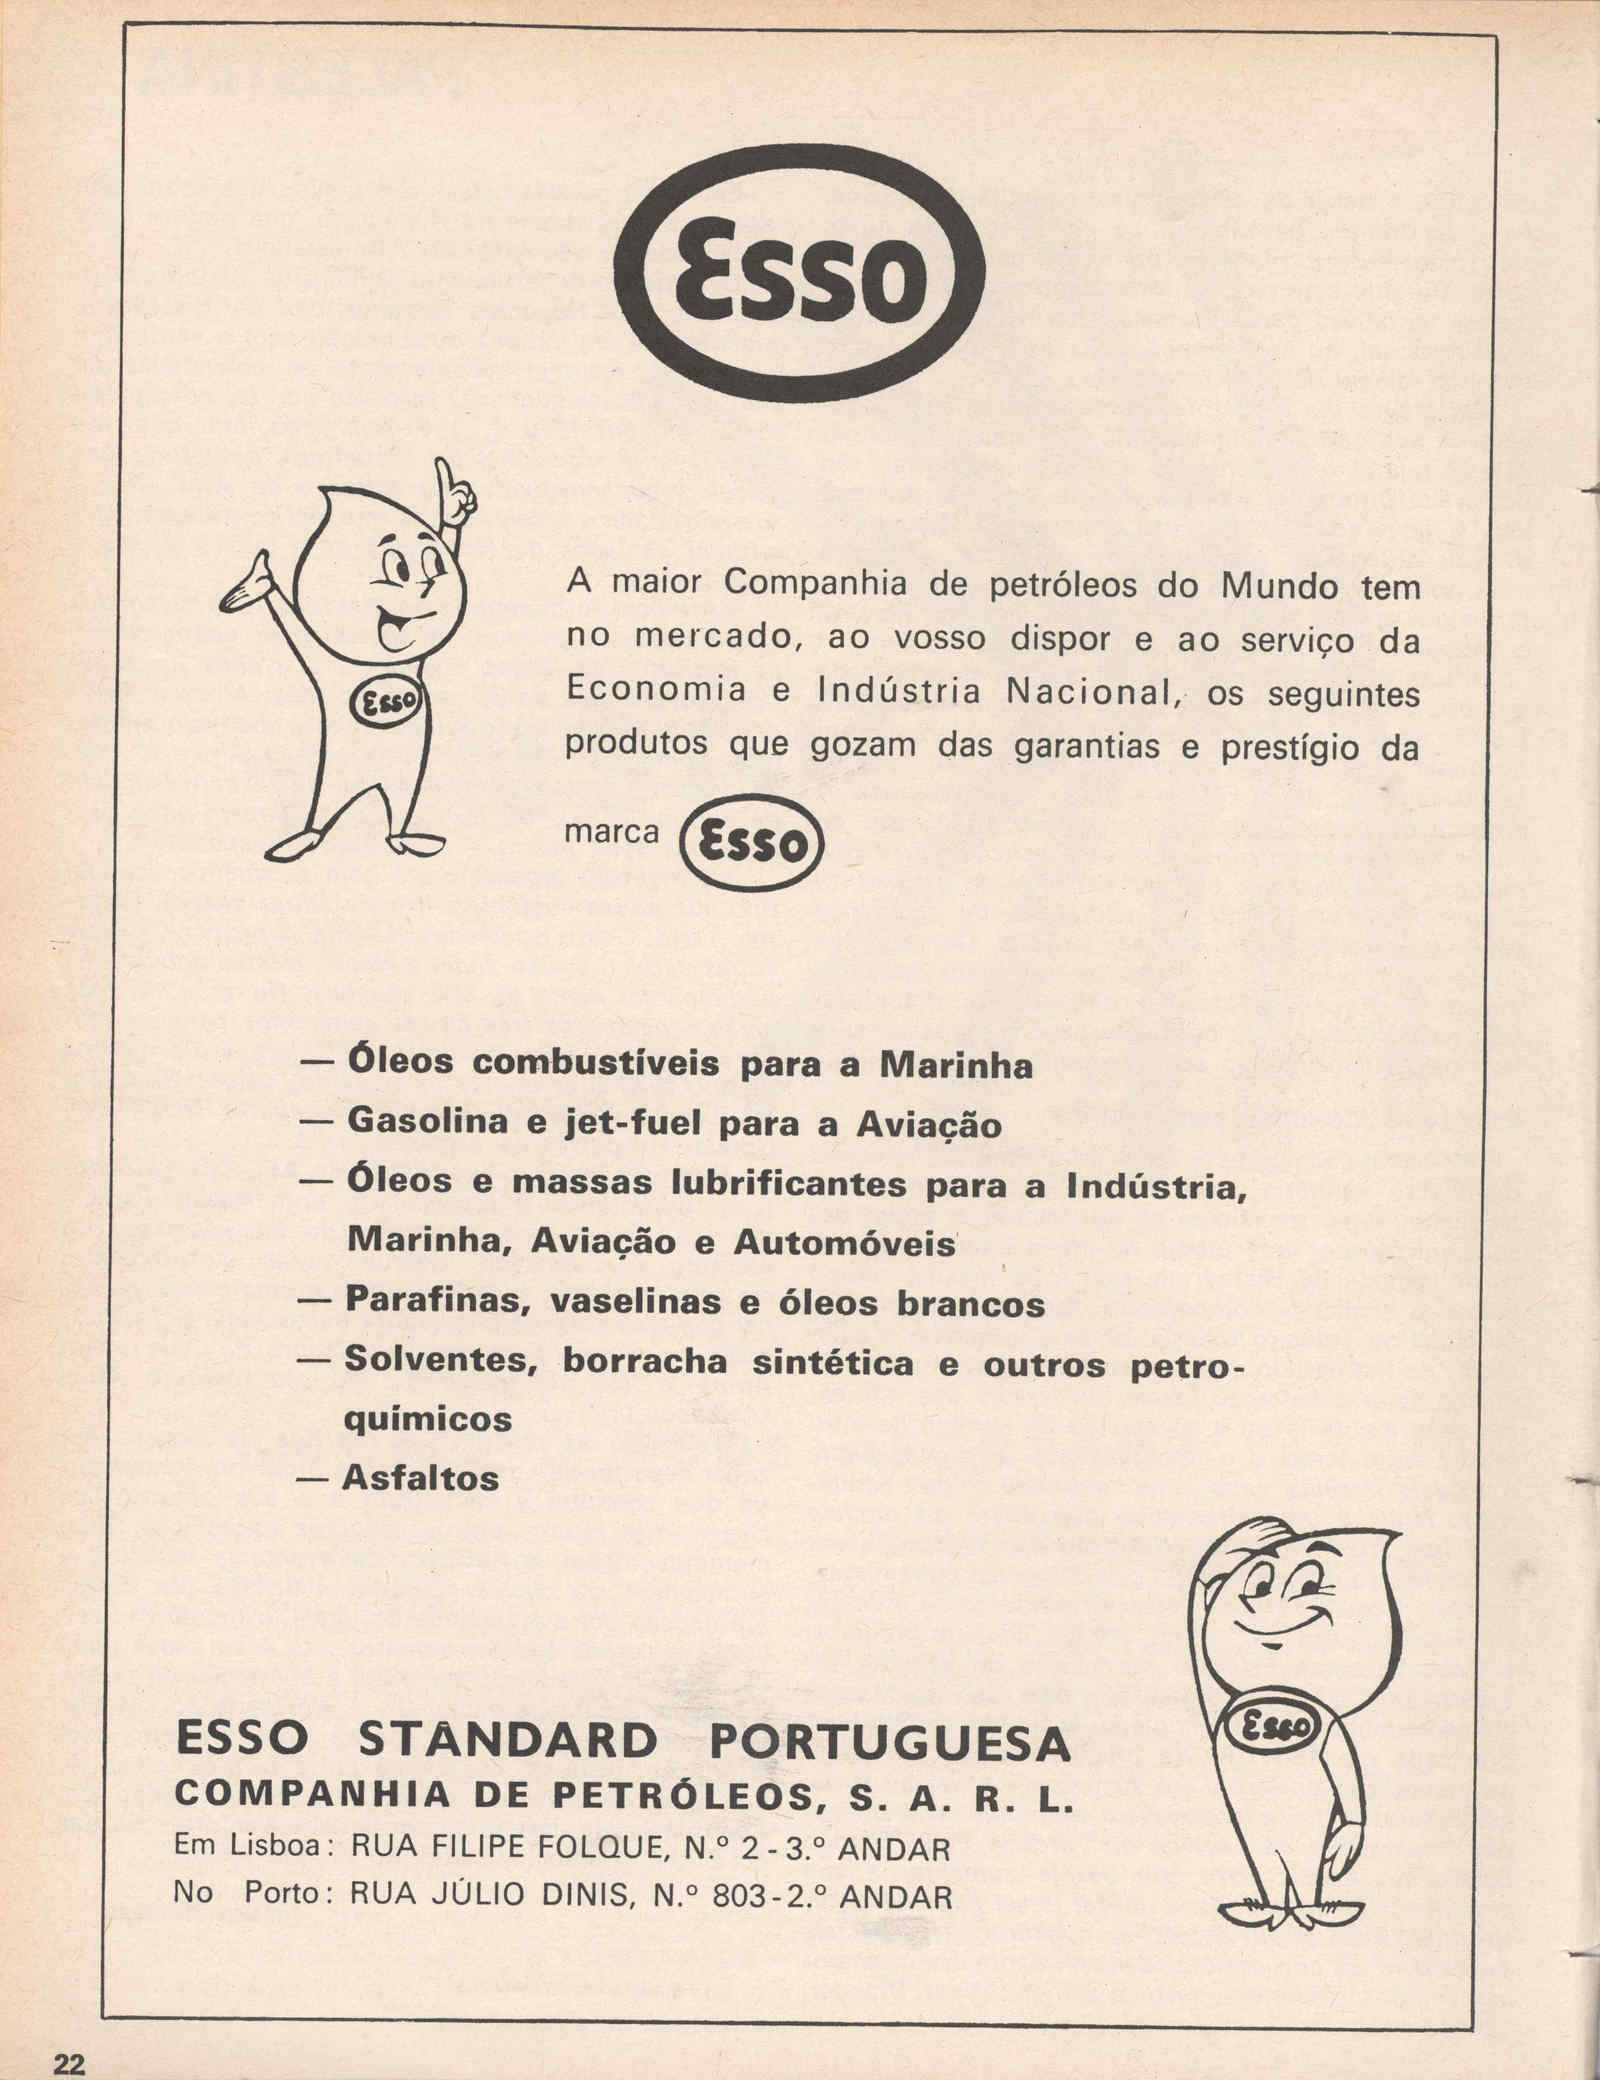 Esso
A maior Companhia de petróleos do Mundo tem
no mercado, ao vosso dispor e ao serviço da
Economia e Indústria Nacional, os seguintes
produtos que gozam das garantias e prestígio da
marca Esso
Esso
— Óleos combustíveis para a Marinha
— Gasolina e jet-fuel para a Aviação
— Óleos e massas lubrificantes para a Indústria,
Marinha, Aviação e Automóveis
— Parafinas, vaselinas e óleos brancos
— Solventes, borracha sintética e outros petro-
químicos
— Asfaltos
Esso
ESSO STANDARD PORTUGUESA
COMPANHIA DE PETRÓLEOS, S. A. R. L.
Em Lisboa: RUA FILIPE FOLQUE, N.º 2 - 3.º ANDAR
No Porto: RUA JÚLIO DINIS, N.º 803-2.º ANDAR
22